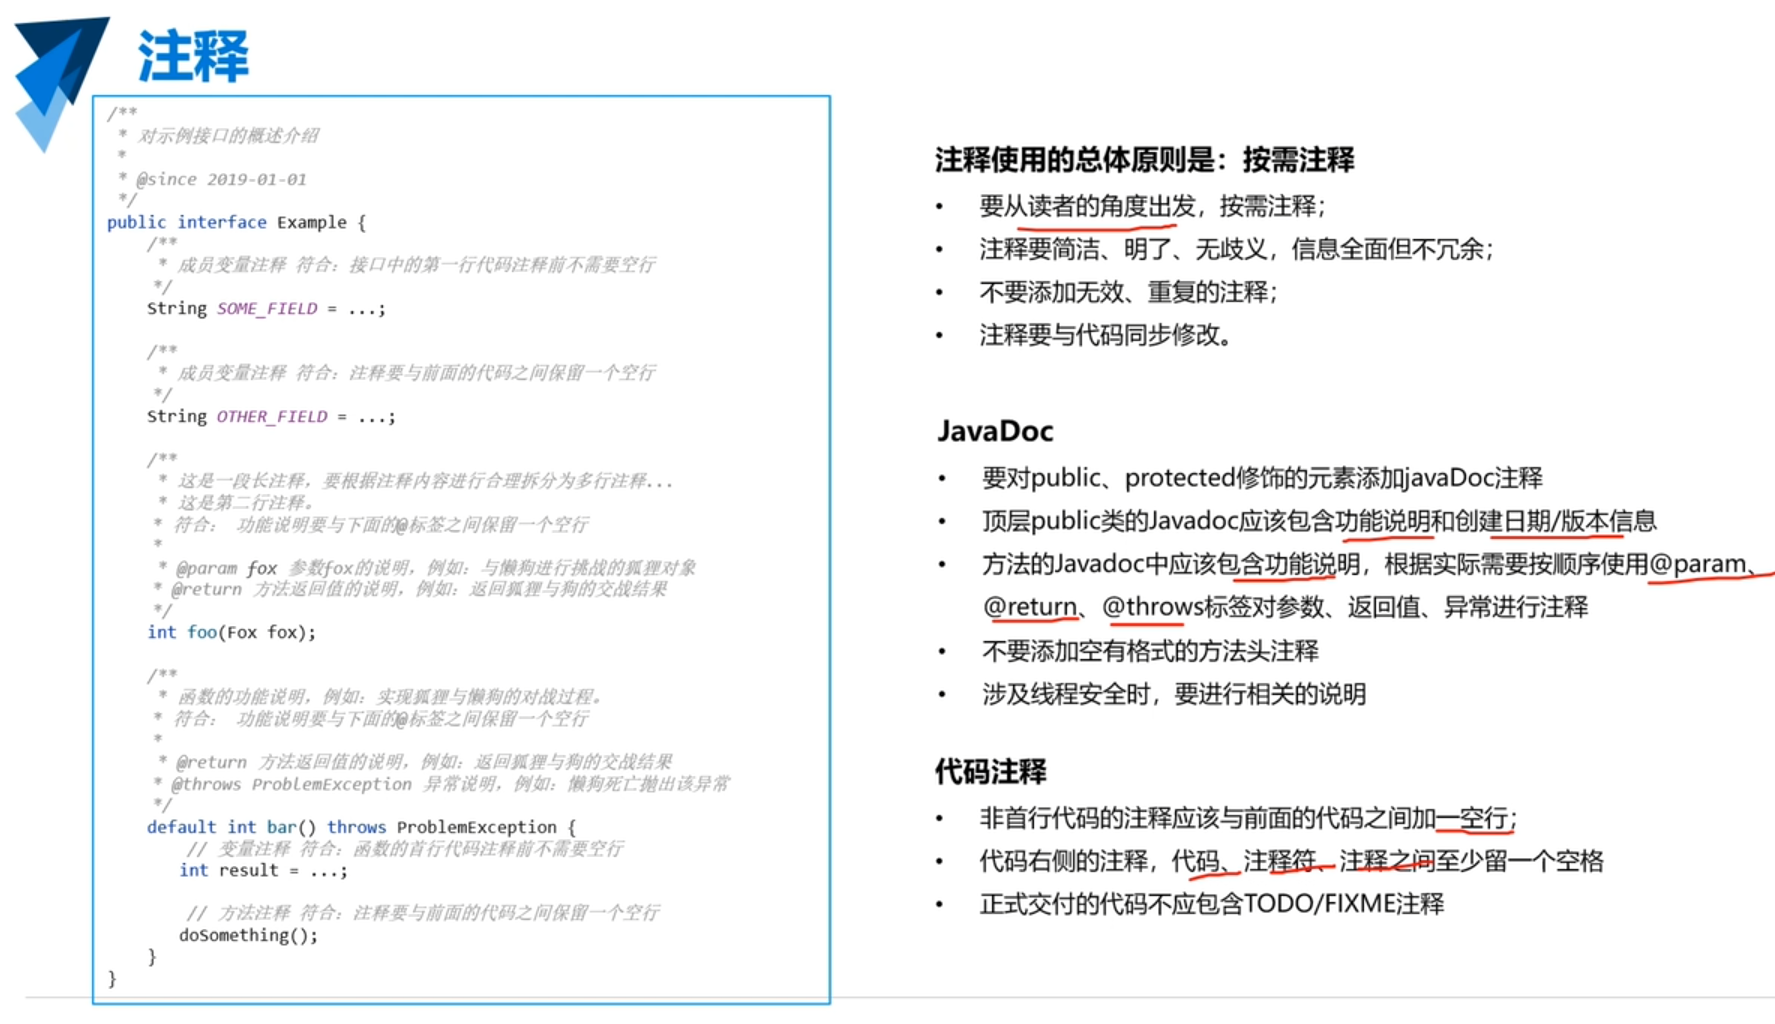 注释
/**
* 对示例接口的概述介绍
*
* @since 2019-01-01
*/
public interface Example {
/**
* 成员变量注释 符合：接口中的第一行代码注释前不需要空行
*/
String SOME_FIELD = ...;
/**
* 成员变量注释 符合：注释要与前面的代码之间保留一个空行
*/
String OTHER_FIELD = ...;
/**
* 这是一段长注释，要根据注释内容进行合理拆分为多行注释...
* 这是第二行注释。
* 符合： 功能说明要与下面的@标签之间保留一个空行
*
* @param fox 参数fox的说明，例如：与懒狗进行挑战的狐狸对象
* @return 方法返回值的说明，例如：返回狐狸与狗的交战结果
*/
int foo(Fox fox);
/**
* 函数的功能说明，例如：实现狐狸与懒狗的对战过程。
* 符合： 功能说明要与下面的@标签之间保留一个空行
*
* @return 方法返回值的说明，例如：返回狐狸与狗的交战结果
* @throws ProblemException 异常说明，例如：懒狗死亡抛出该异常
*/
default int bar() throws ProblemException {
// 变量注释 符合：函数的首行代码注释前不需要空行
int result = ...;
// 方法注释 符合：注释要与前面的代码之间保留一个空行
doSomething();
}
}
注释使用的总体原则是：按需注释
• 要从读者的角度出发，按需注释；
• 注释要简洁、明了、无歧义，信息全面但不冗余；
• 不要添加无效、重复的注释；
• 注释要与代码同步修改。
JavaDoc
• 要对public、protected修饰的元素添加javaDoc注释
• 顶层public类的Javadoc应该包含功能说明和创建日期/版本信息
• 方法的Javadoc中应该包含功能说明，根据实际需要按顺序使用@param、
@return、@throws标签对参数、返回值、异常进行注释
• 不要添加空有格式的方法头注释
• 涉及线程安全时，要进行相关的说明
代码注释
• 非首行代码的注释应该与前面的代码之间加一空行；
• 代码右侧的注释，代码、注释符、注释之间至少留一个空格
• 正式交付的代码不应包含TODO/FIXME注释